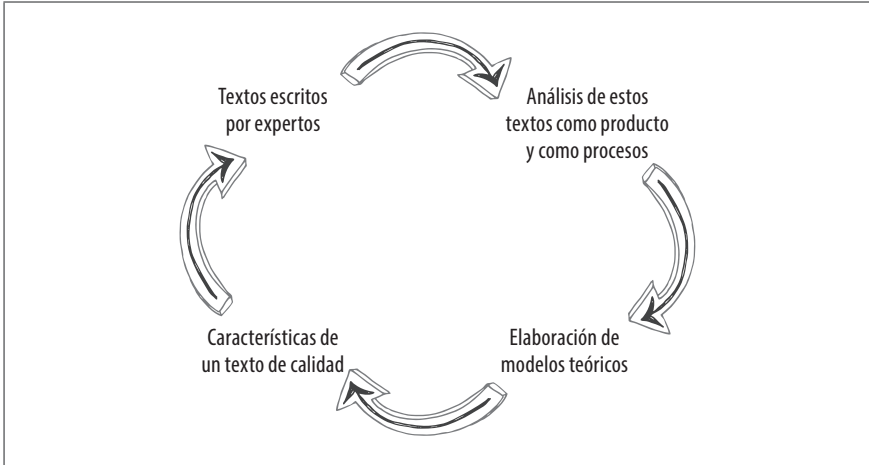 Textos escritos
por expertos
Análisis de estos
textos como producto
y como procesos
Elaboración de
modelos teóricos
Características de
un texto de calidad